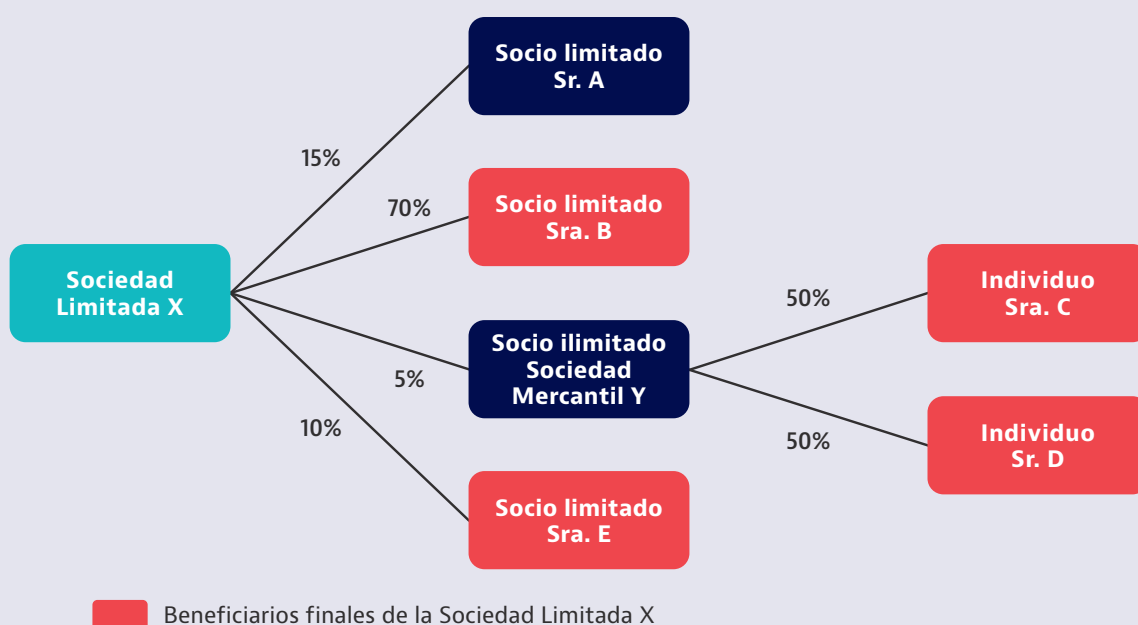 Socio limitado
Sr. A
15%
70%
Socio limitado
Sra. B
Sociedad
Limitada X
50%
Individuo
Sra. C
Socio ilimitado
Sociedad
Mercantil Y
5%
10%
50%
Individuo
Sr. D
Socio limitado
Sra. E
Beneficiarios finales de la Sociedad Limitada X